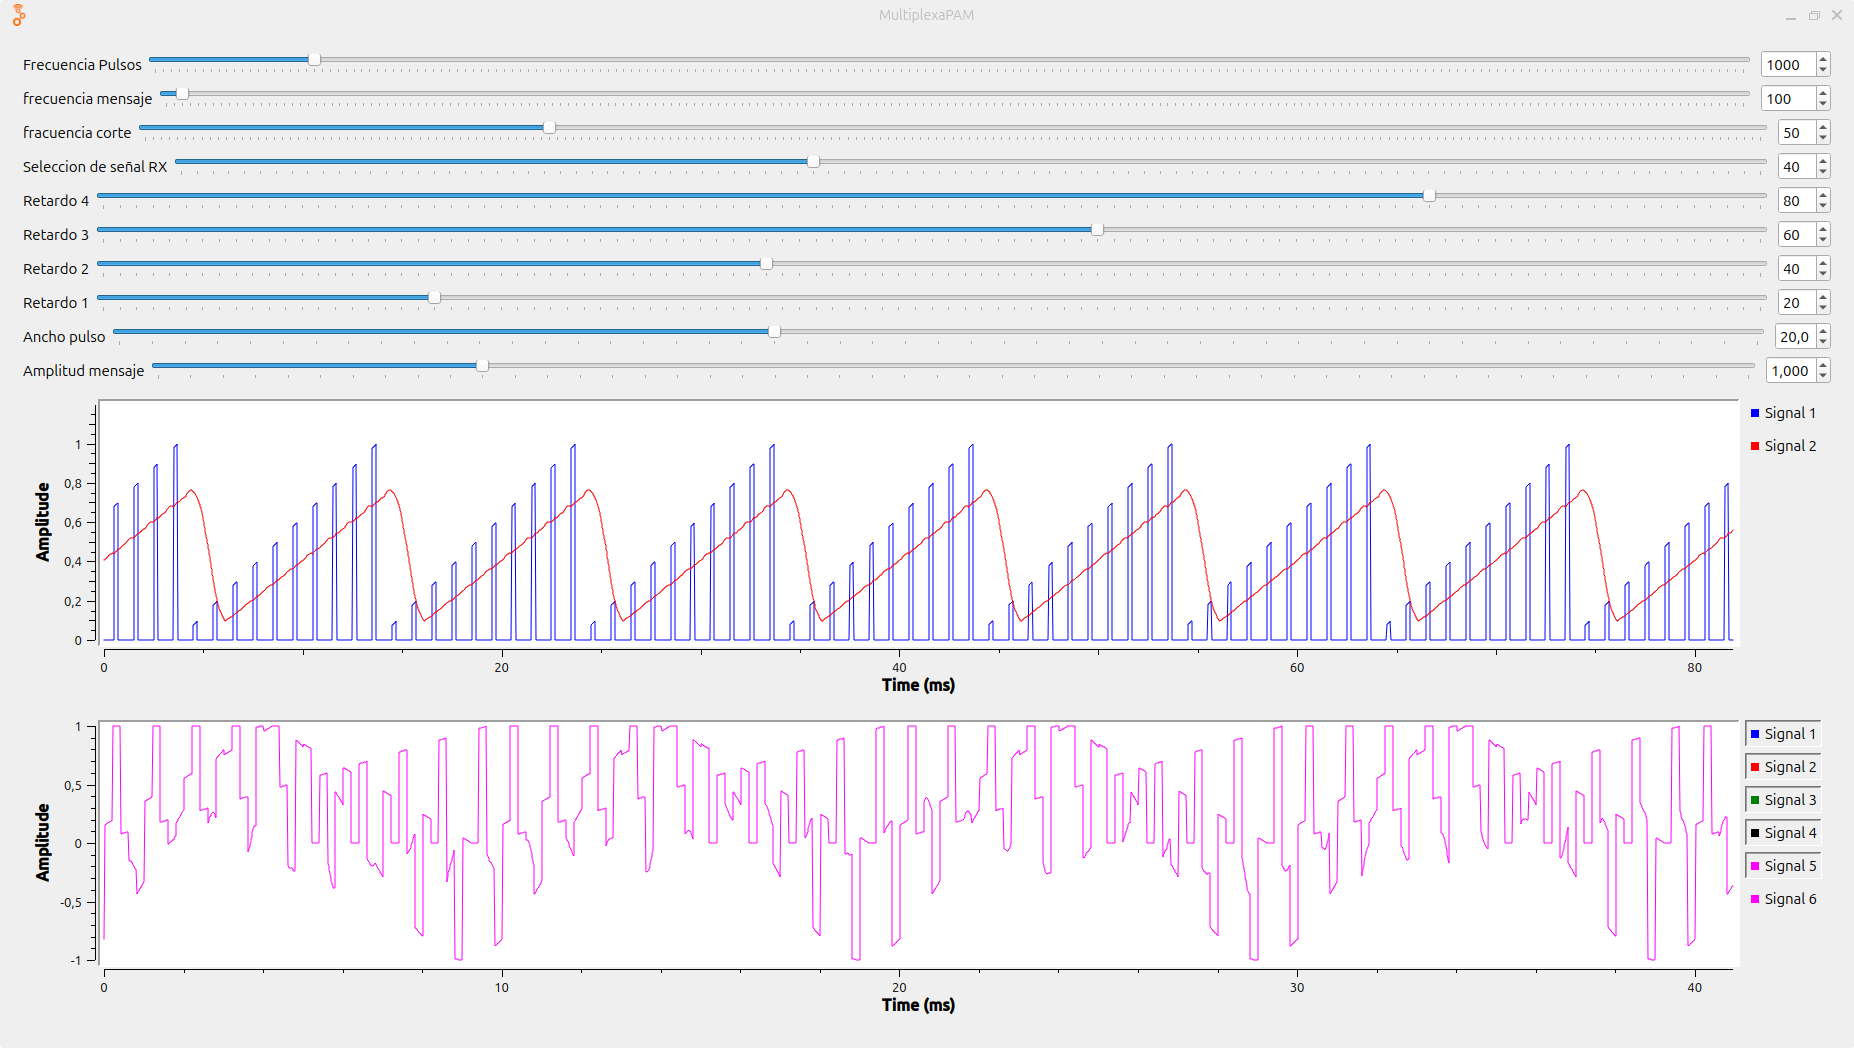 MultiplexaPAM
Frecuencia Pulsos 1000
frecuencia mensaje 100
fracuencia corte 50
Seleccion de señal RX 40
Retardo 4 80
Retardo 3 60
Retardo 2 40
Retardo 1 20
Ancho pulso 20,0
Amplitud mensaje 1,000
Amplitude
1
0,8
0,6
0,4
0,2
0
0 20 40 60 80
Time (ms)
Signal 1
Signal 2
Amplitude
1
0,5
0
-0,5
-1
0 10 20 30 40
Time (ms)
Signal 1
Signal 2
Signal 3
Signal 4
Signal 5
Signal 6